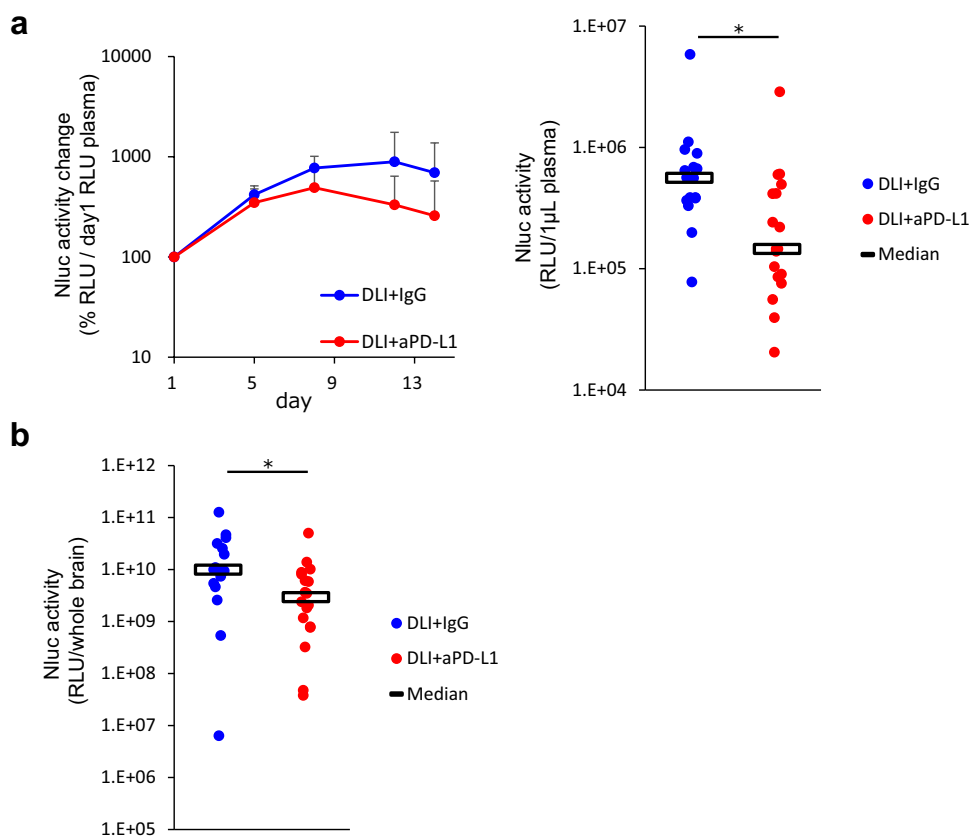 a
10000
1000
100
10
1
5
9
13
day
Nluc activity change
(% RLU / day1 RLU plasma)
DLI+IgG
DLI+aPD-L1
1.E+07
1.E+06
1.E+05
1.E+04
Nluc activity
(RLU/1μL plasma)
*
DLI+IgG
DLI+aPD-L1
Median
b
1.E+12
1.E+11
1.E+10
1.E+09
1.E+08
1.E+07
1.E+06
1.E+05
Nluc activity
(RLU/whole brain)
*
DLI+IgG
DLI+aPD-L1
Median